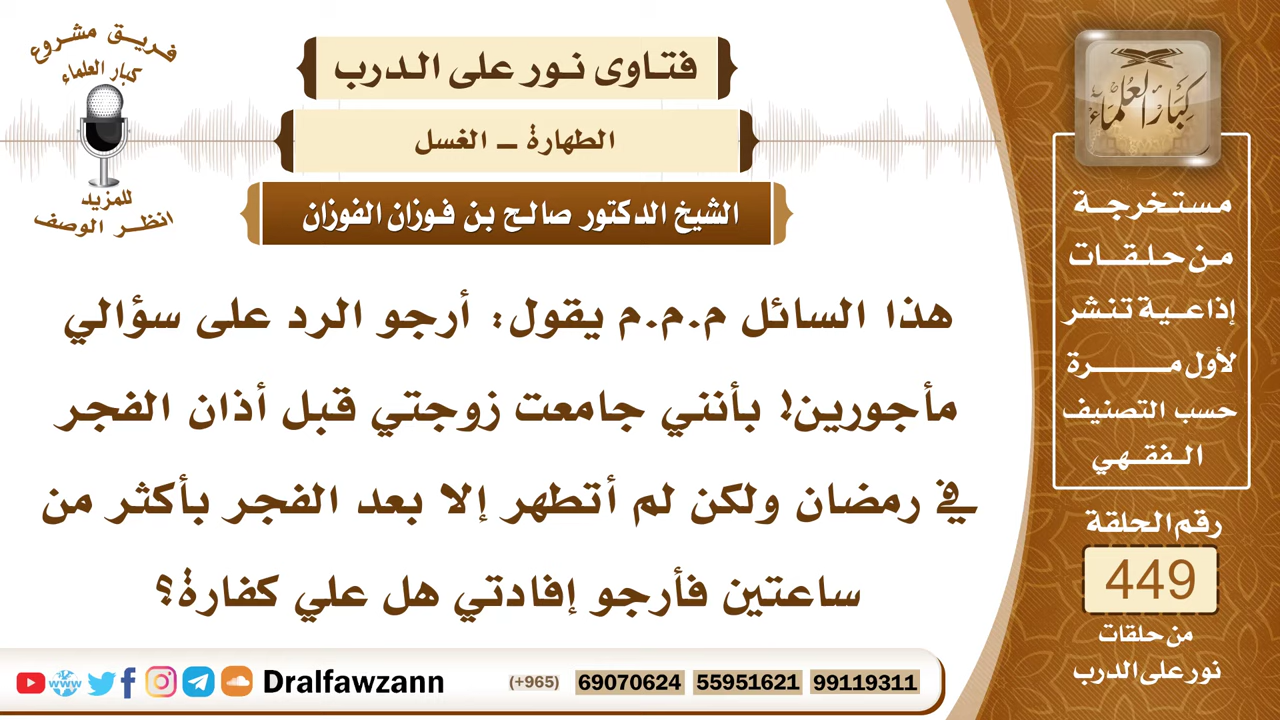 فريق مشروع
كبار العلماء
للمزيد
انظر الوصف
فتاوى نور على الدرب
الطهارة – الغسل
الشيخ الدكتور صالح بن فوزان الفوزان
هذا السائل م.م.م يقول: أرجو الرد على سؤالي
مأجورين! بأنني جامعت زوجتي قبل أذان الفجر
في رمضان ولكن لم أتطهر إلا بعد الفجر بأكثر من
ساعتين فأرجو إفادتي هل علي كفارة؟
كبار العلماء
مستخرجة
من حلقات
إذاعية تنشر
لأول مرة
حسب التصنيف
الفقهي
رقم الحلقة
449
من حلقات
نور على الدرب
www Dralfawzann (+965) 69070624 55951621 99119311